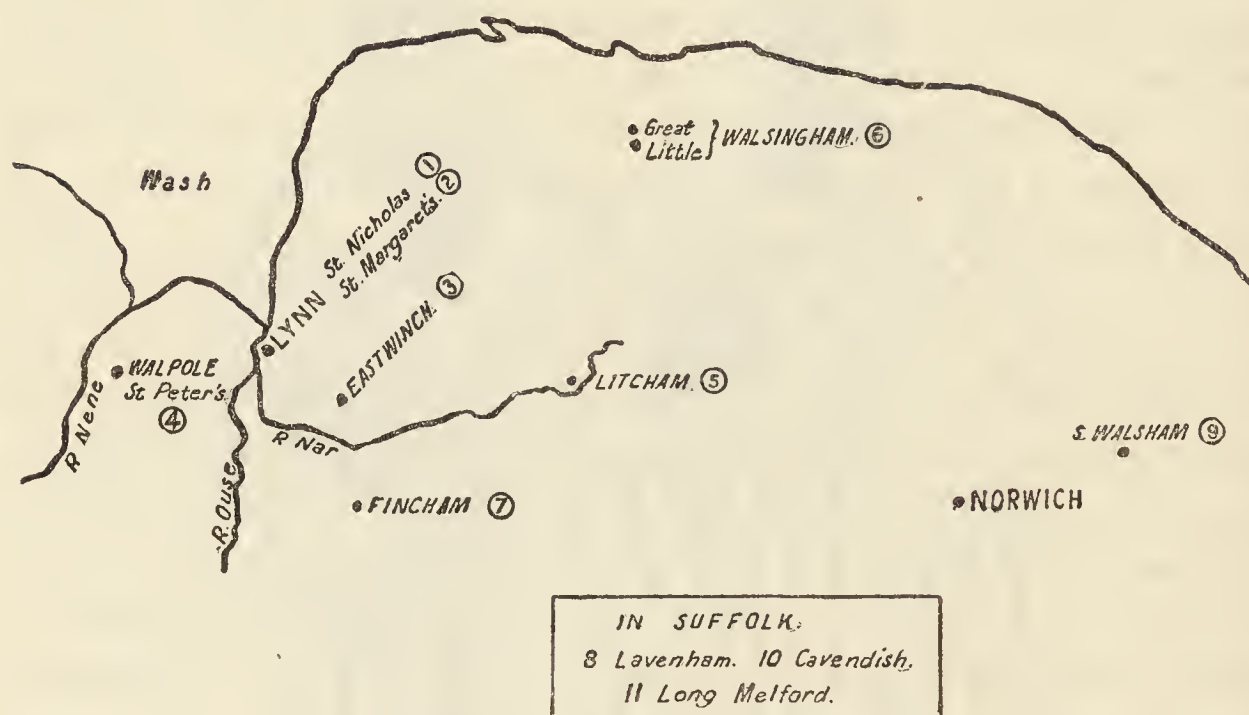 Great
Little } WALSINGHAM. ⑥
Wash
St. Nicholas ①
St. Margarets. ②
LYNN
EASTWINCH. ③
WALPOLE
St Peter's.
④
LITCHAM. ⑤
R Nene
R Nar
R. Ouse
S. WALSHAM ⑨
FINCHAM ⑦
NORWICH
IN SUFFOLK.
8 Lavenham. 10 Cavendish.
11 Long Melford.